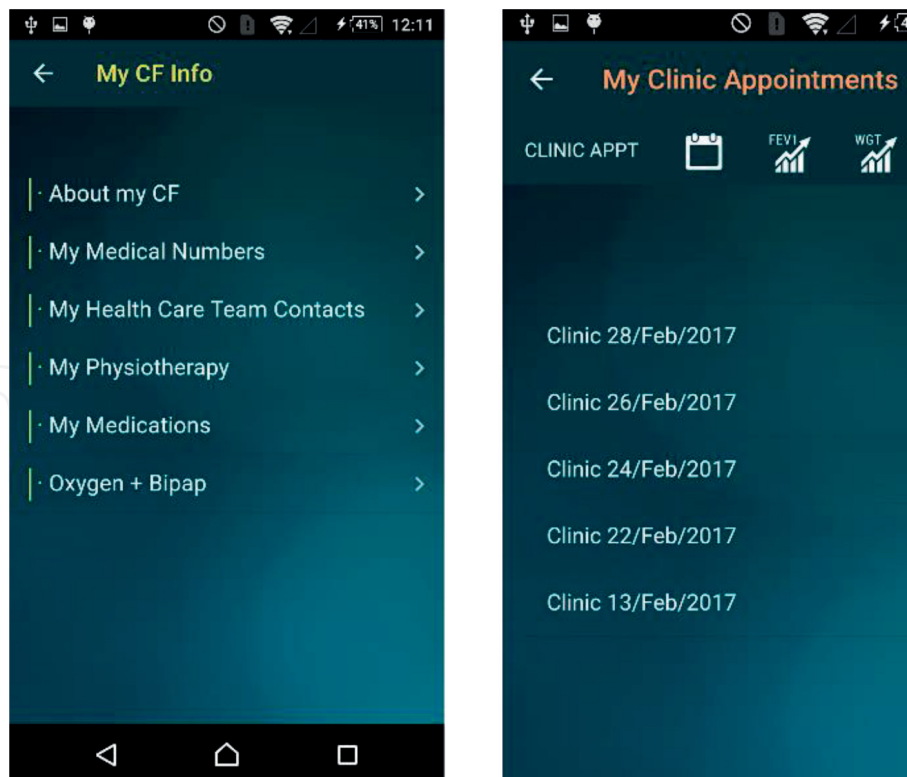 41% 12:11
My CF Info
About my CF
My Medical Numbers
My Health Care Team Contacts
My Physiotherapy
My Medications
Oxygen + Bipap
My Clinic Appointments
CLINIC APPT FEV1 WGT
Clinic 28/Feb/2017
Clinic 26/Feb/2017
Clinic 24/Feb/2017
Clinic 22/Feb/2017
Clinic 13/Feb/2017